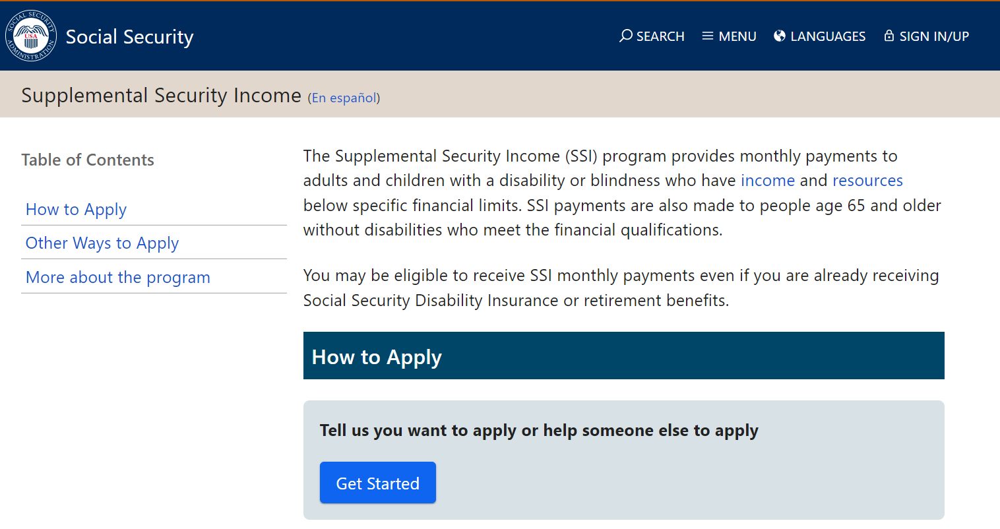 SOCIAL SECURITY ADMINISTRATION
USA
Social Security
SEARCH
MENU
LANGUAGES
SIGN IN/UP
Supplemental Security Income (En español)
Table of Contents
How to Apply
Other Ways to Apply
More about the program
The Supplemental Security Income (SSI) program provides monthly payments to
adults and children with a disability or blindness who have income and resources
below specific financial limits. SSI payments are also made to people age 65 and older
without disabilities who meet the financial qualifications.
You may be eligible to receive SSI monthly payments even if you are already receiving
Social Security Disability Insurance or retirement benefits.
How to Apply
Tell us you want to apply or help someone else to apply
Get Started